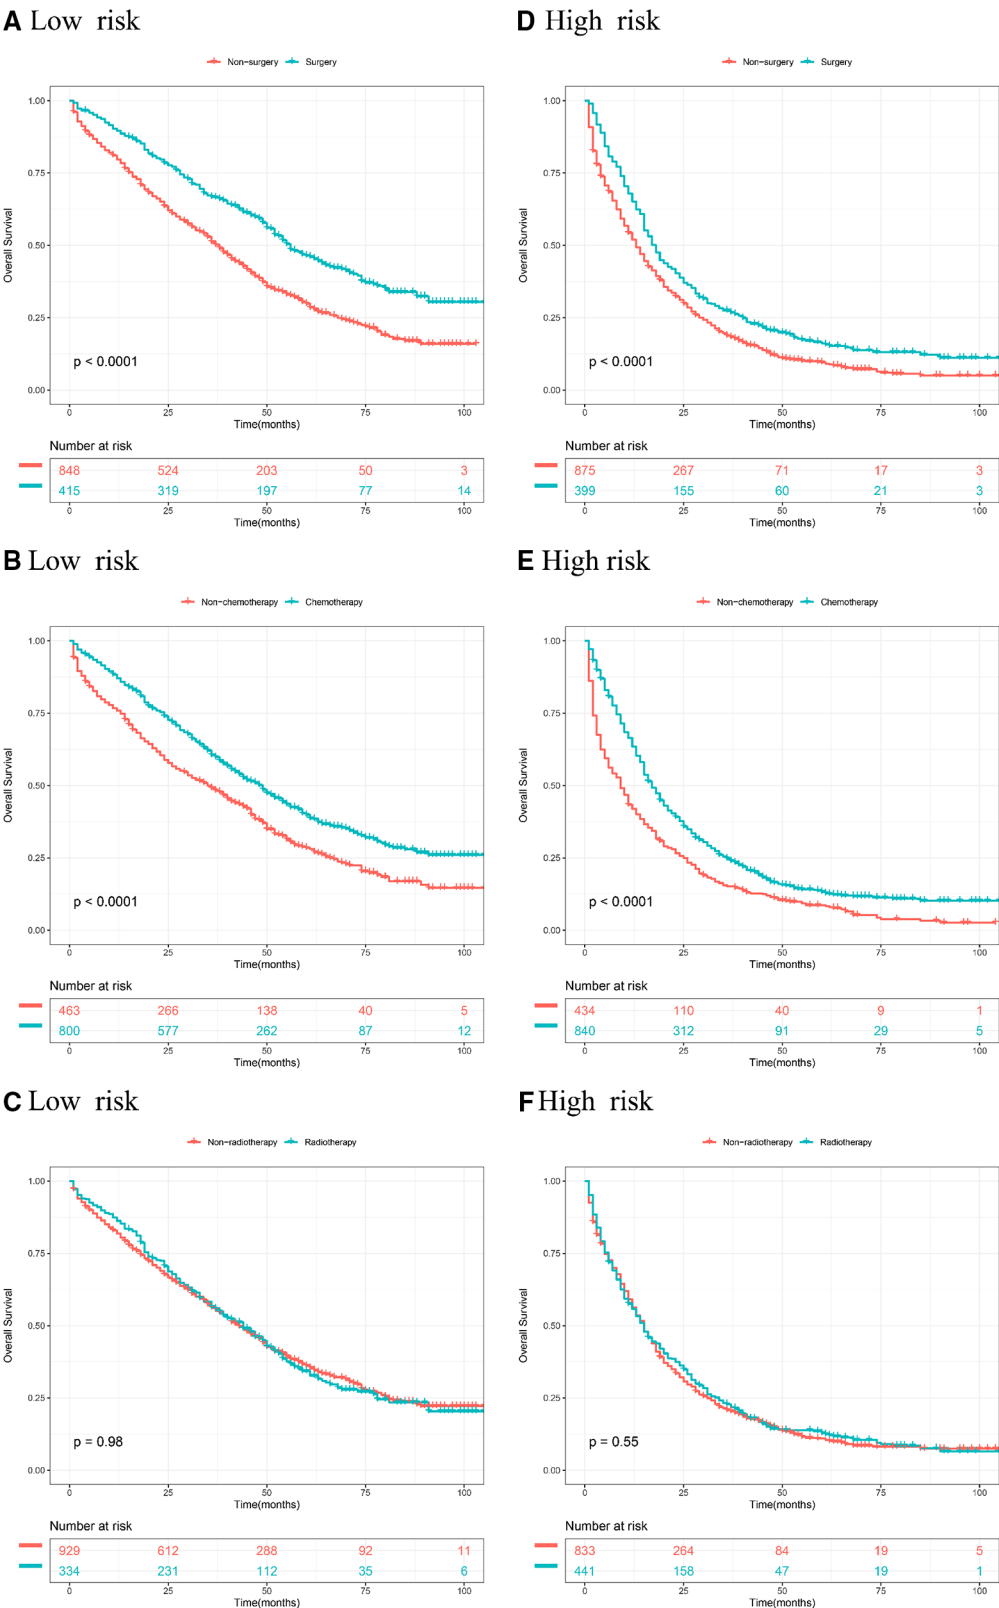 A Low risk
Non-surgery Surgery
1.00
0.75
0.50
0.25
0.00
Overall Survival
p < 0.0001
0 25 50 75 100
Time(months)
Number at risk
848 524 203 50 3
415 319 197 77 14
0 25 50 75 100
Time(months)
D High risk
Non-surgery Surgery
1.00
0.75
0.50
0.25
0.00
Overall Survival
p < 0.0001
0 25 50 75 100
Time(months)
Number at risk
875 267 71 17 3
399 155 60 21 3
0 25 50 75 100
Time(months)
B Low risk
Non-chemotherapy Chemotherapy
1.00
0.75
0.50
0.25
0.00
Overall Survival
p < 0.0001
0 25 50 75 100
Time(months)
Number at risk
463 266 138 40 5
800 577 262 87 12
0 25 50 75 100
Time(months)
E High risk
Non-chemotherapy Chemotherapy
1.00
0.75
0.50
0.25
0.00
Overall Survival
p < 0.0001
0 25 50 75 100
Time(months)
Number at risk
434 110 40 9 1
840 312 91 29 5
0 25 50 75 100
Time(months)
C Low risk
Non-radiotherapy Radiotherapy
1.00
0.75
0.50
0.25
0.00
Overall Survival
p = 0.98
0 25 50 75 100
Time(months)
Number at risk
929 612 288 92 11
334 231 112 35 6
0 25 50 75 100
Time(months)
F High risk
Non-radiotherapy Radiotherapy
1.00
0.75
0.50
0.25
0.00
Overall Survival
p = 0.55
0 25 50 75 100
Time(months)
Number at risk
833 264 84 19 5
441 158 47 19 1
0 25 50 75 100
Time(months)